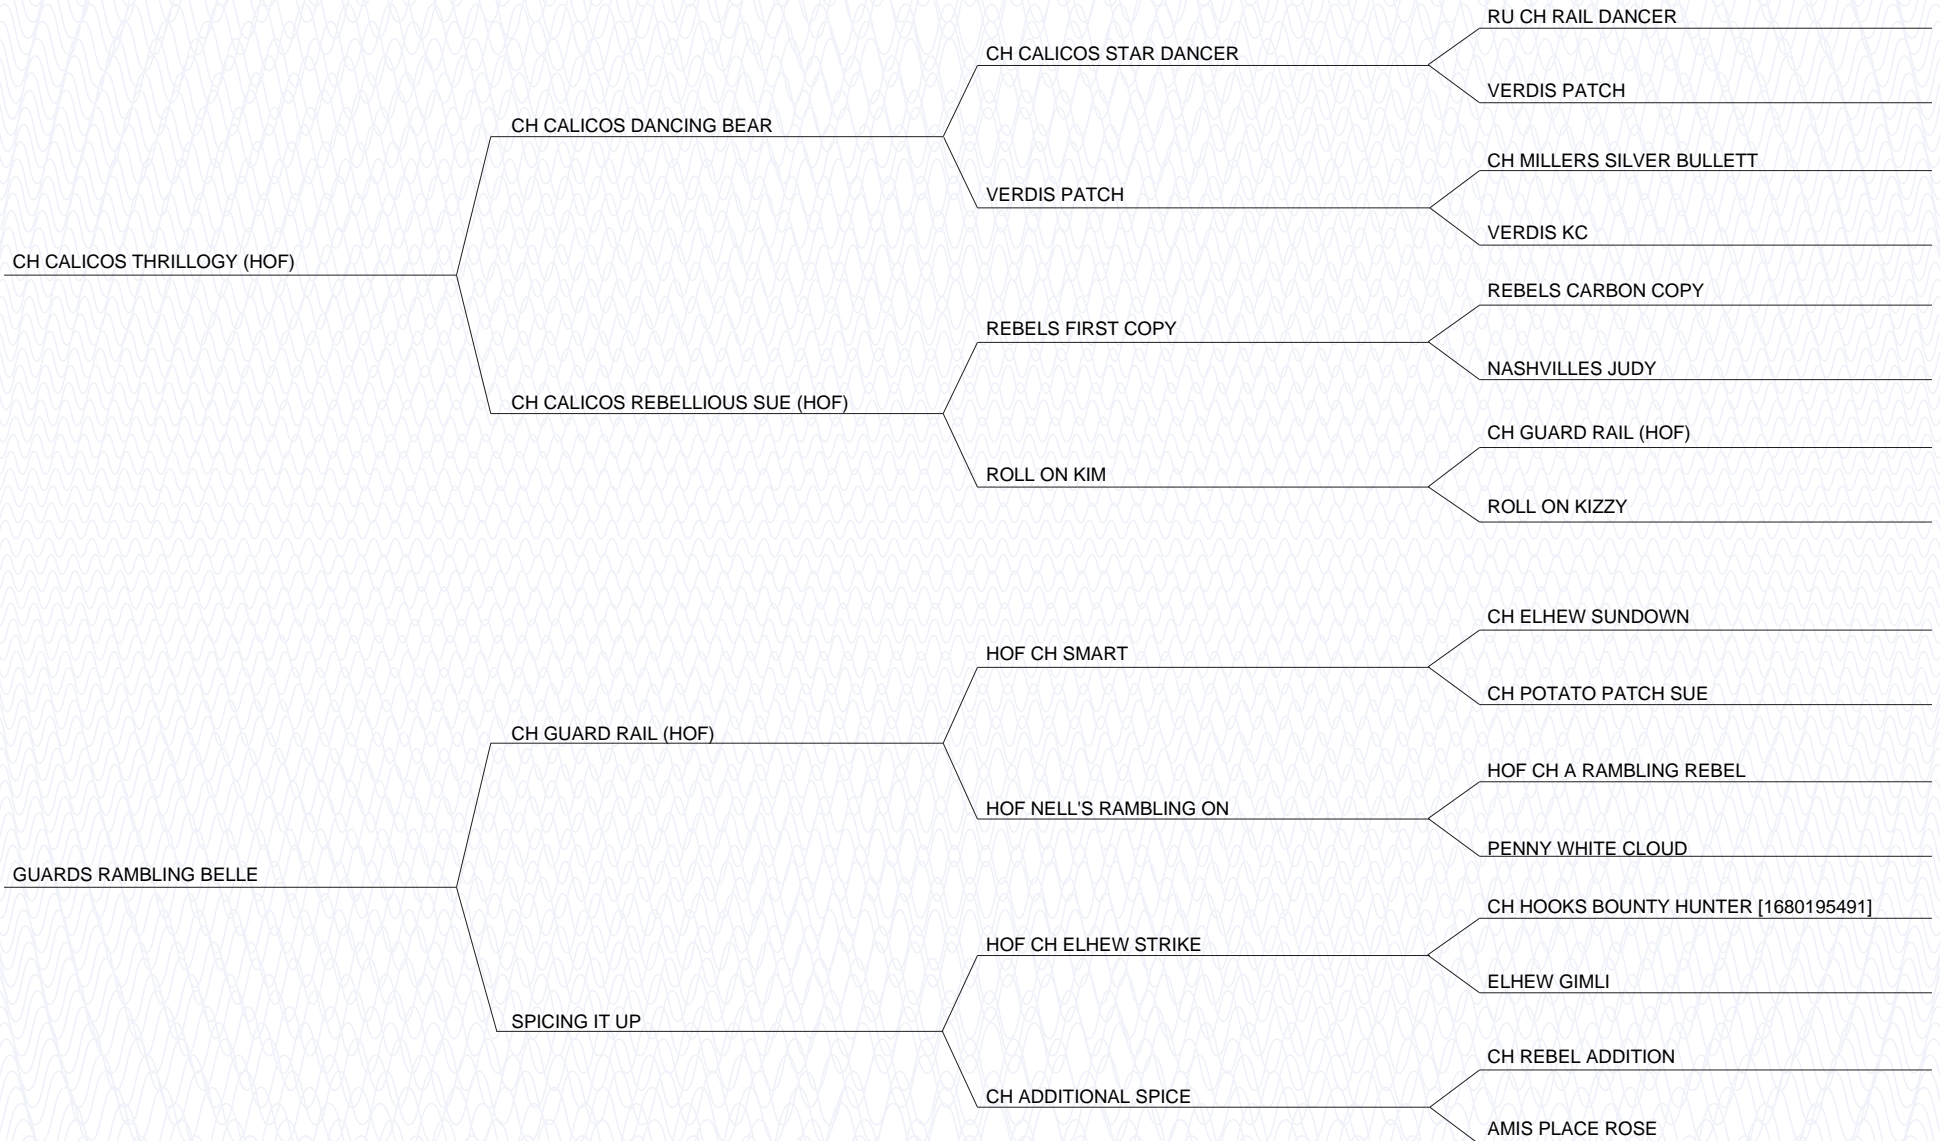 RU CH RAIL DANCER
CH CALICOS STAR DANCER
VERDIS PATCH
CH CALICOS DANCING BEAR
CH MILLERS SILVER BULLETT
VERDIS PATCH
VERDIS KC
CH CALICOS THRILLOGY (HOF)
REBELS CARBON COPY
REBELS FIRST COPY
NASHVILLES JUDY
CH CALICOS REBELLIOUS SUE (HOF)
CH GUARD RAIL (HOF)
ROLL ON KIM
ROLL ON KIZZY
CH ELHEW SUNDOWN
HOF CH SMART
CH POTATO PATCH SUE
CH GUARD RAIL (HOF)
HOF CH A RAMBLING REBEL
HOF NELL'S RAMBLING ON
PENNY WHITE CLOUD
GUARDS RAMBLING BELLE
CH HOOKS BOUNTY HUNTER [1680195491]
HOF CH ELHEW STRIKE
ELHEW GIMLI
SPICING IT UP
CH REBEL ADDITION
CH ADDITIONAL SPICE
AMIS PLACE ROSE